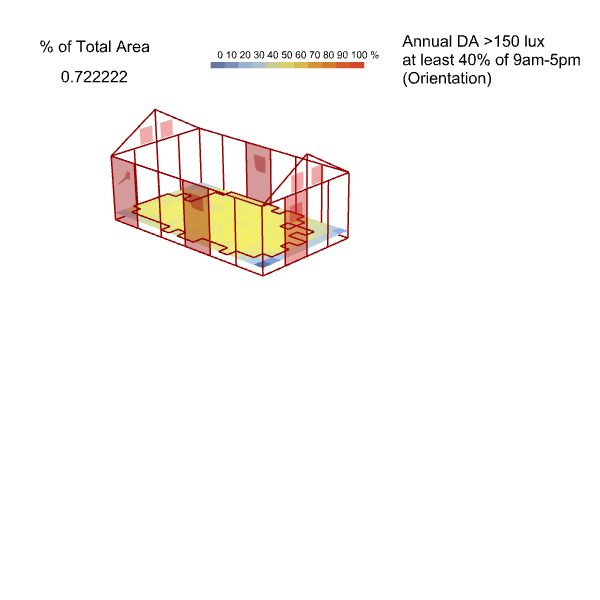 % of Total Area
0.722222
0 10 20 30 40 50 60 70 80 90 100 %
Annual DA >150 lux
at least 40% of 9am-5pm
(Orientation)